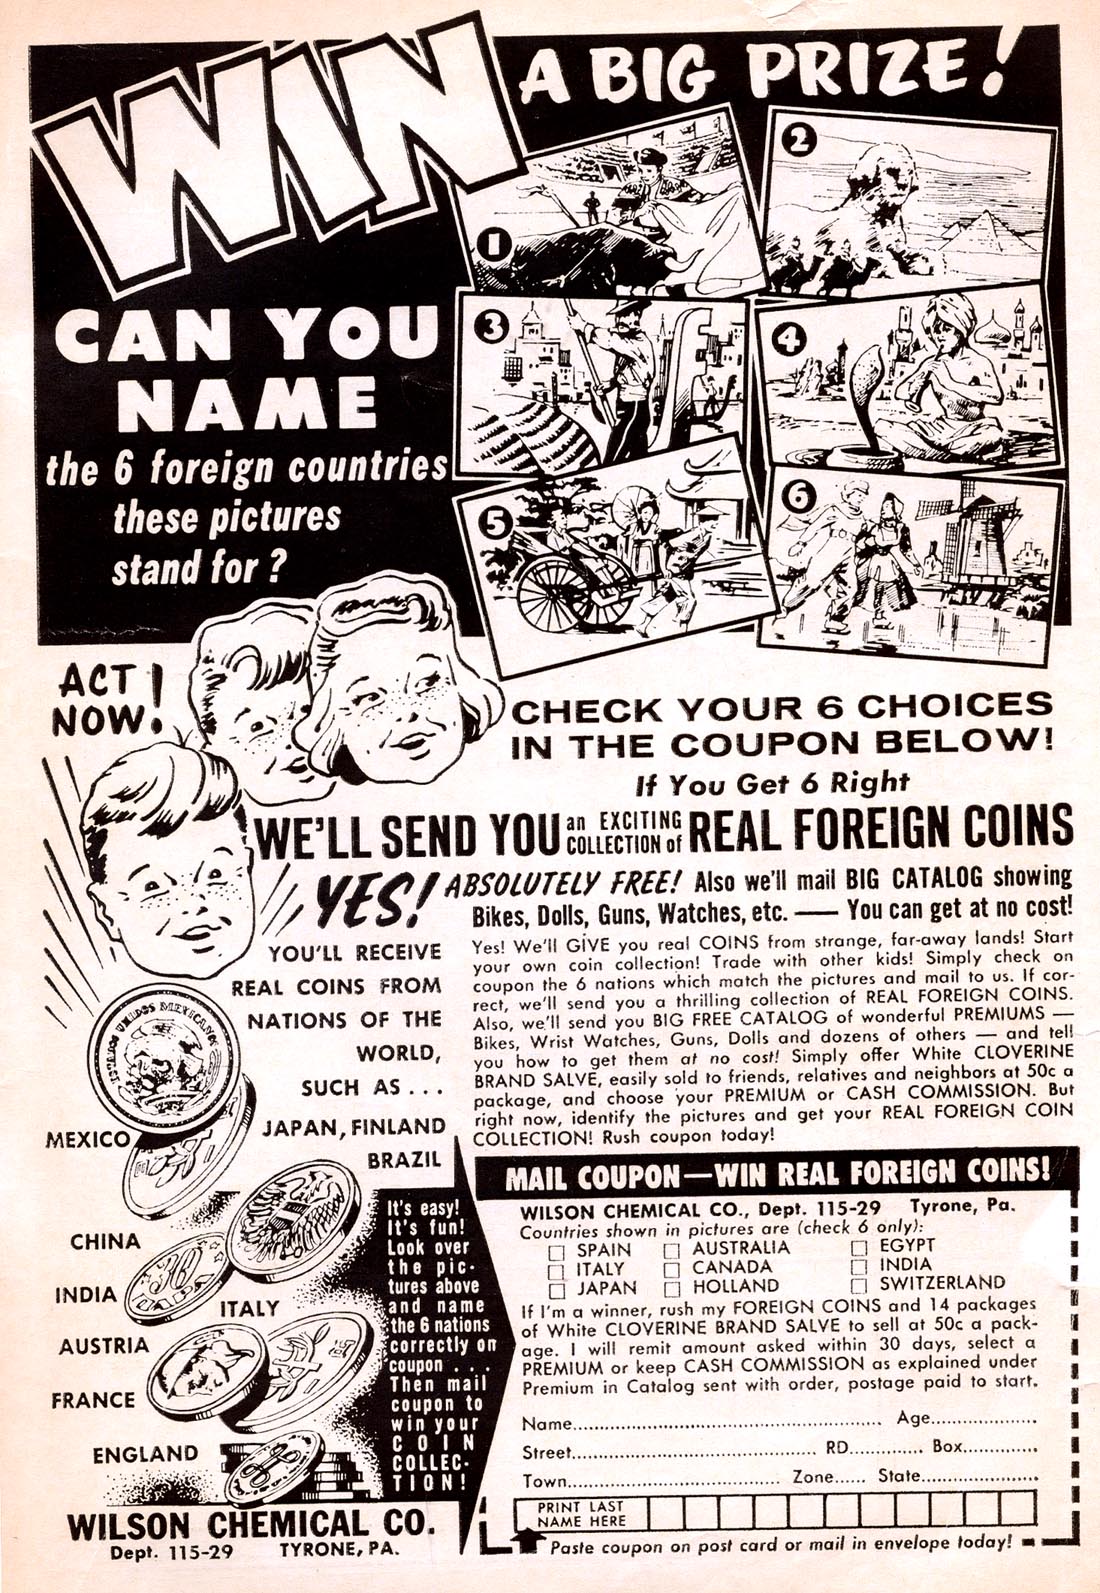 WIN
A BIG PRIZE!
1
2
3
4
5
6
CAN YOU
NAME
the 6 foreign countries
these pictures
stand for?
ACT
NOW!
CHECK YOUR 6 CHOICES
IN THE COUPON BELOW!
If You Get 6 Right
WE'LL SEND YOU an EXCITING COLLECTION of REAL FOREIGN COINS
YES! ABSOLUTELY FREE! Also we'll mail BIG CATALOG showing
Bikes, Dolls, Guns, Watches, etc. — You can get at no cost!
YOU'LL RECEIVE
REAL COINS FROM
NATIONS OF THE
WORLD,
SUCH AS . . .
JAPAN, FINLAND
BRAZIL
MEXICO
CHINA
INDIA
ITALY
AUSTRIA
FRANCE
ENGLAND
Yes! We'll GIVE you real COINS from strange, far-away lands! Start
your own coin collection! Trade with other kids! Simply check on
coupon the 6 nations which match the pictures and mail to us. If cor-
rect, we'll send you a thrilling collection of REAL FOREIGN COINS.
Also, we'll send you BIG FREE CATALOG of wonderful PREMIUMS —
Bikes, Wrist Watches, Guns, Dolls and dozens of others — and tell
you how to get them at no cost! Simply offer White CLOVERINE
BRAND SALVE, easily sold to friends, relatives and neighbors at 50c a
package, and choose your PREMIUM or CASH COMMISSION. But
right now, identify the pictures and get your REAL FOREIGN COIN
COLLECTION! Rush coupon today!
It's easy!
It's fun!
Look over
the pic-
tures above
and name
the 6 nations
correctly on
coupon . . .
Then mail
coupon to
win your
COIN
COLLEC-
TION!
WILSON CHEMICAL CO.
Dept. 115-29 TYRONE, PA.
MAIL COUPON—WIN REAL FOREIGN COINS!
WILSON CHEMICAL CO., Dept. 115-29 Tyrone, Pa.
Countries shown in pictures are (check 6 only):
☐ SPAIN ☐ AUSTRALIA ☐ EGYPT
☐ ITALY ☐ CANADA ☐ INDIA
☐ JAPAN ☐ HOLLAND ☐ SWITZERLAND
If I'm a winner, rush my FOREIGN COINS and 14 packages
of White CLOVERINE BRAND SALVE to sell at 50c a pack-
age. I will remit amount asked within 30 days, select a
PREMIUM or keep CASH COMMISSION as explained under
Premium in Catalog sent with order, postage paid to start.
Name.................... Age..........
Street.................... RD.......... Box..........
Town.................... Zone...... State..........
PRINT LAST
NAME HERE
Paste coupon on post card or mail in envelope today!